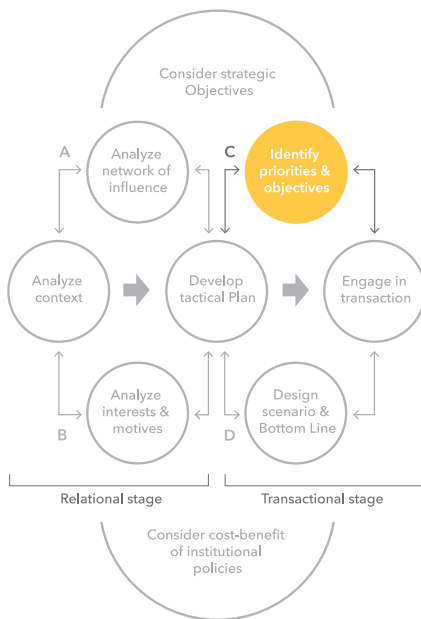 Consider strategic
Objectives
A
Analyze
network of
influence
C
Identify
priorities &
objectives
Analyze
context
Develop
tactical Plan
Engage in
transaction
B
Analyze
interests &
motives
D
Design
scenario &
Bottom Line
Relational stage
Transactional stage
Consider cost-benefit
of institutional
policies